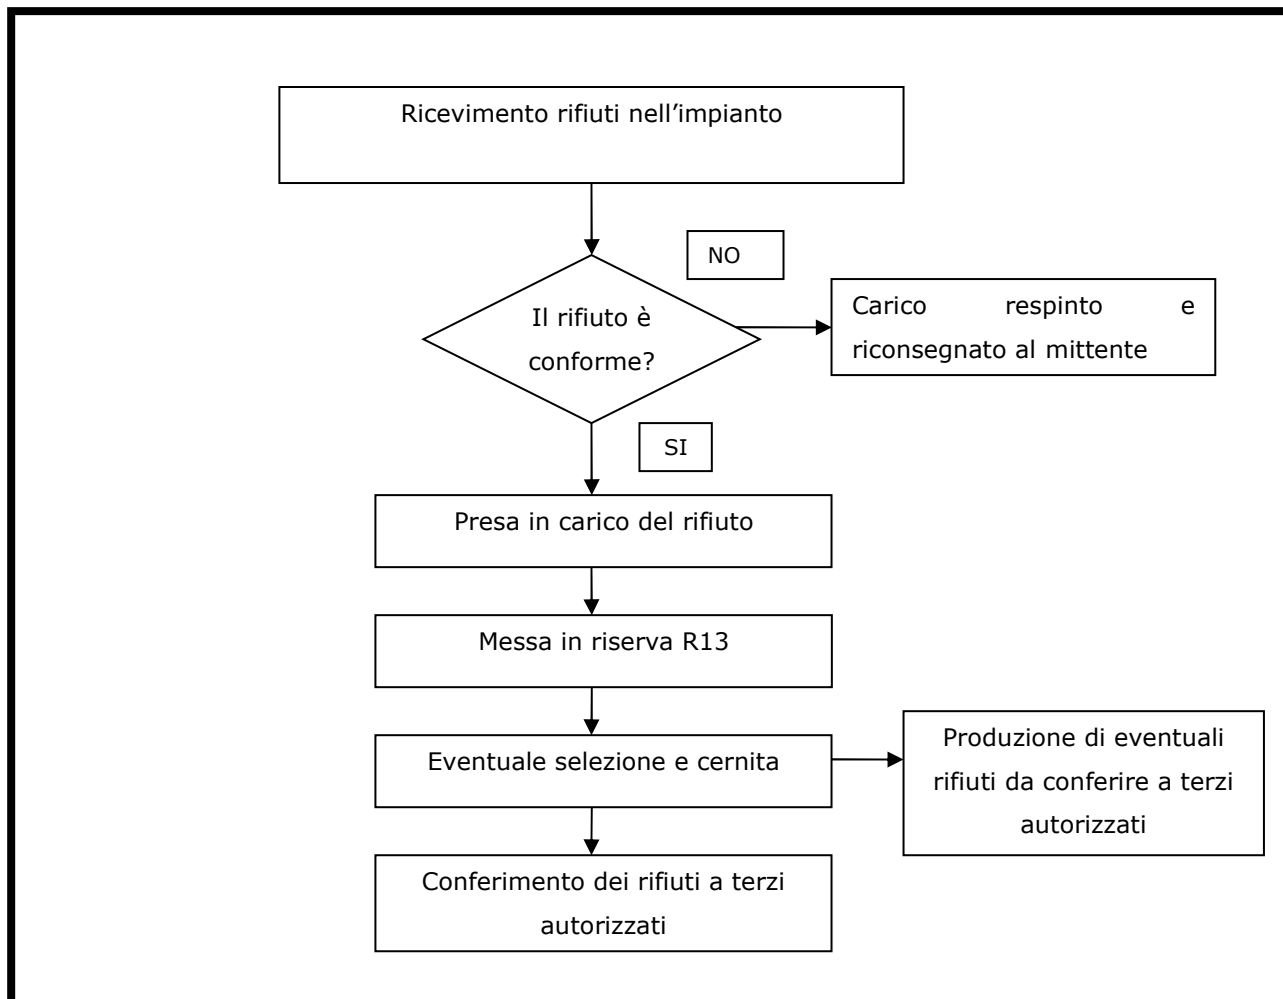 Ricevimento rifiuti nell’impianto
NO
Il rifiuto è
conforme?
Carico respinto e
riconsegnato al mittente
SI
Presa in carico del rifiuto
Messa in riserva R13
Eventuale selezione e cernita
Produzione di eventuali
rifiuti da conferire a terzi
autorizzati
Conferimento dei rifiuti a terzi
autorizzati